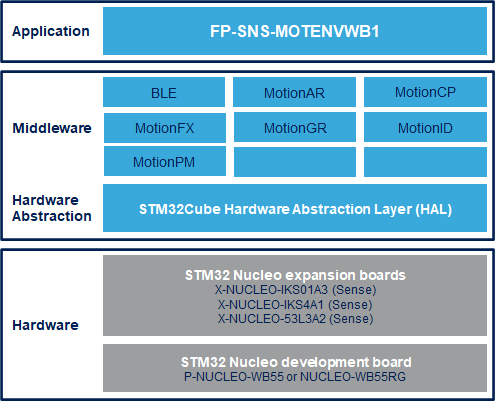 Application
FP-SNS-MOTENVWB1
Middleware
BLE
MotionAR
MotionCP
MotionFX
MotionGR
MotionID
MotionPM
Hardware
Abstraction
STM32Cube Hardware Abstraction Layer (HAL)
Hardware
STM32 Nucleo expansion boards
X-NUCLEO-IKS01A3 (Sense)
X-NUCLEO-IKS4A1 (Sense)
X-NUCLEO-53L3A2 (Sense)
STM32 Nucleo development board
P-NUCLEO-WB55 or NUCLEO-WB55RG